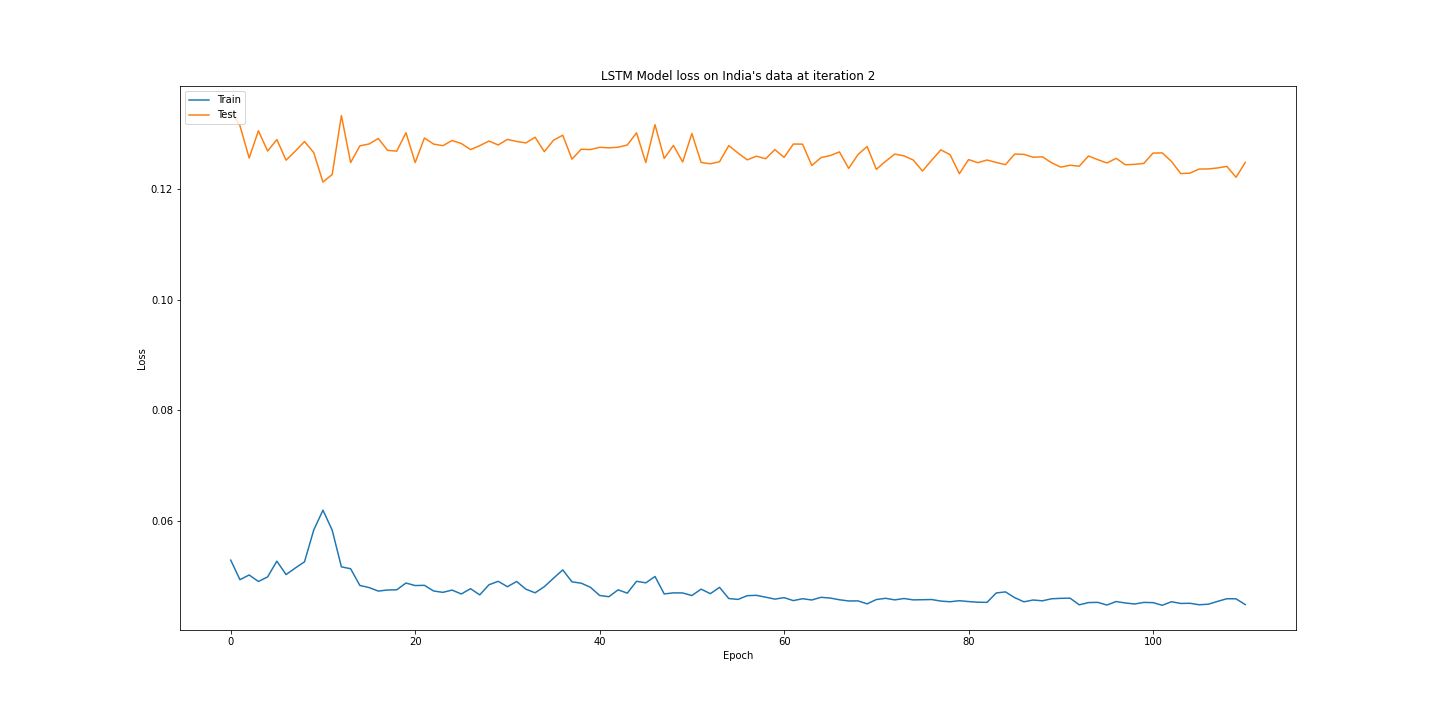 LSTM Model loss on India's data at iteration 2
Train
Test
0.12
0.10
0.08
0.06
Loss
0
20
40
60
80
100
Epoch